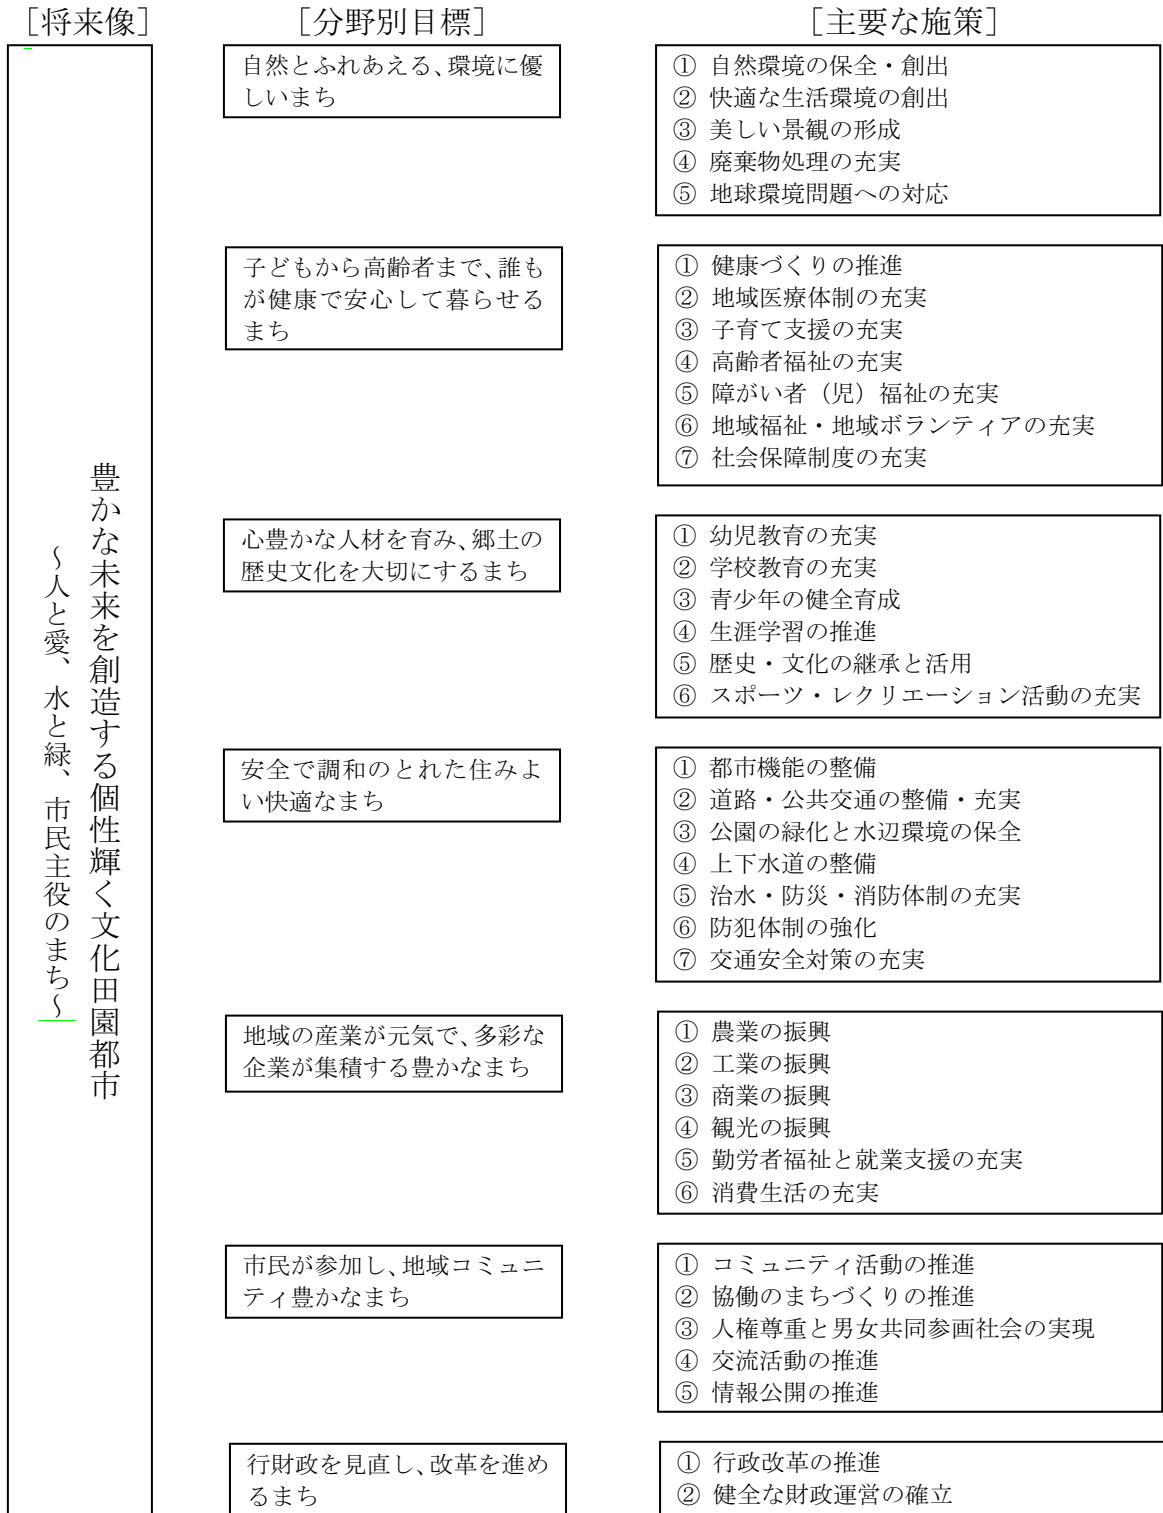 ［将来像］
［分野別目標］
［主要な施策］
豊かな未来を創造する個性輝く文化田園都市
～人と愛、水と緑、市民主役のまち～
自然とふれあえる、環境に優
しいまち
① 自然環境の保全・創出
② 快適な生活環境の創出
③ 美しい景観の形成
④ 廃棄物処理の充実
⑤ 地球環境問題への対応
子どもから高齢者まで、誰も
が健康で安心して暮らせる
まち
① 健康づくりの推進
② 地域医療体制の充実
③ 子育て支援の充実
④ 高齢者福祉の充実
⑤ 障がい者（児）福祉の充実
⑥ 地域福祉・地域ボランティアの充実
⑦ 社会保障制度の充実
心豊かな人材を育み、郷土の
歴史文化を大切にするまち
① 幼児教育の充実
② 学校教育の充実
③ 青少年の健全育成
④ 生涯学習の推進
⑤ 歴史・文化の継承と活用
⑥ スポーツ・レクリエーション活動の充実
安全で調和のとれた住みよ
い快適なまち
① 都市機能の整備
② 道路・公共交通の整備・充実
③ 公園の緑化と水辺環境の保全
④ 上下水道の整備
⑤ 治水・防災・消防体制の充実
⑥ 防犯体制の強化
⑦ 交通安全対策の充実
地域の産業が元気で、多彩な
企業が集積する豊かなまち
① 農業の振興
② 工業の振興
③ 商業の振興
④ 観光の振興
⑤ 勤労者福祉と就業支援の充実
⑥ 消費生活の充実
市民が参加し、地域コミュニ
ティ豊かなまち
① コミュニティ活動の推進
② 協働のまちづくりの推進
③ 人権尊重と男女共同参画社会の実現
④ 交流活動の推進
⑤ 情報公開の推進
行財政を見直し、改革を進め
るまち
① 行政改革の推進
② 健全な財政運営の確立